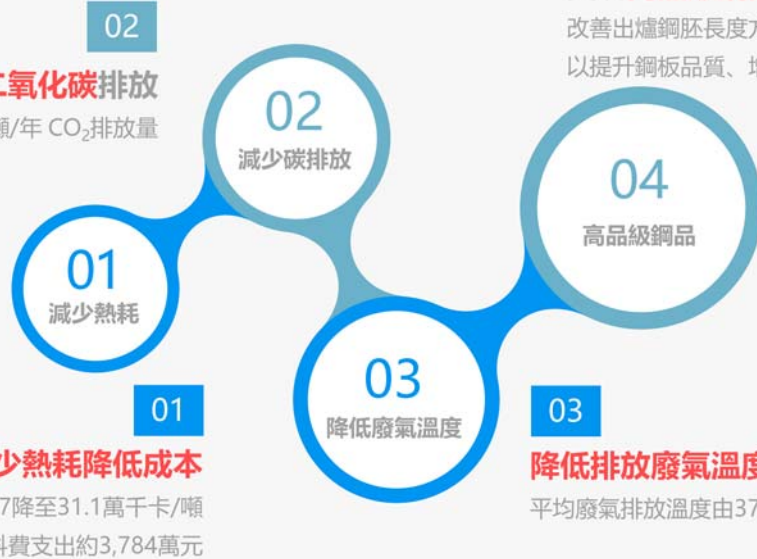 02
二氧化碳排放
噸/年 CO₂排放量
改善出爐鋼胚長度方
以提升鋼板品質、增
02
減少碳排放
04
高品級鋼品
01
減少熱耗
03
降低廢氣溫度
01
少熱耗降低成本
7降至31.1萬千卡/噸
料費支出約3,784萬元
03
降低排放廢氣溫度
平均廢氣排放溫度由37